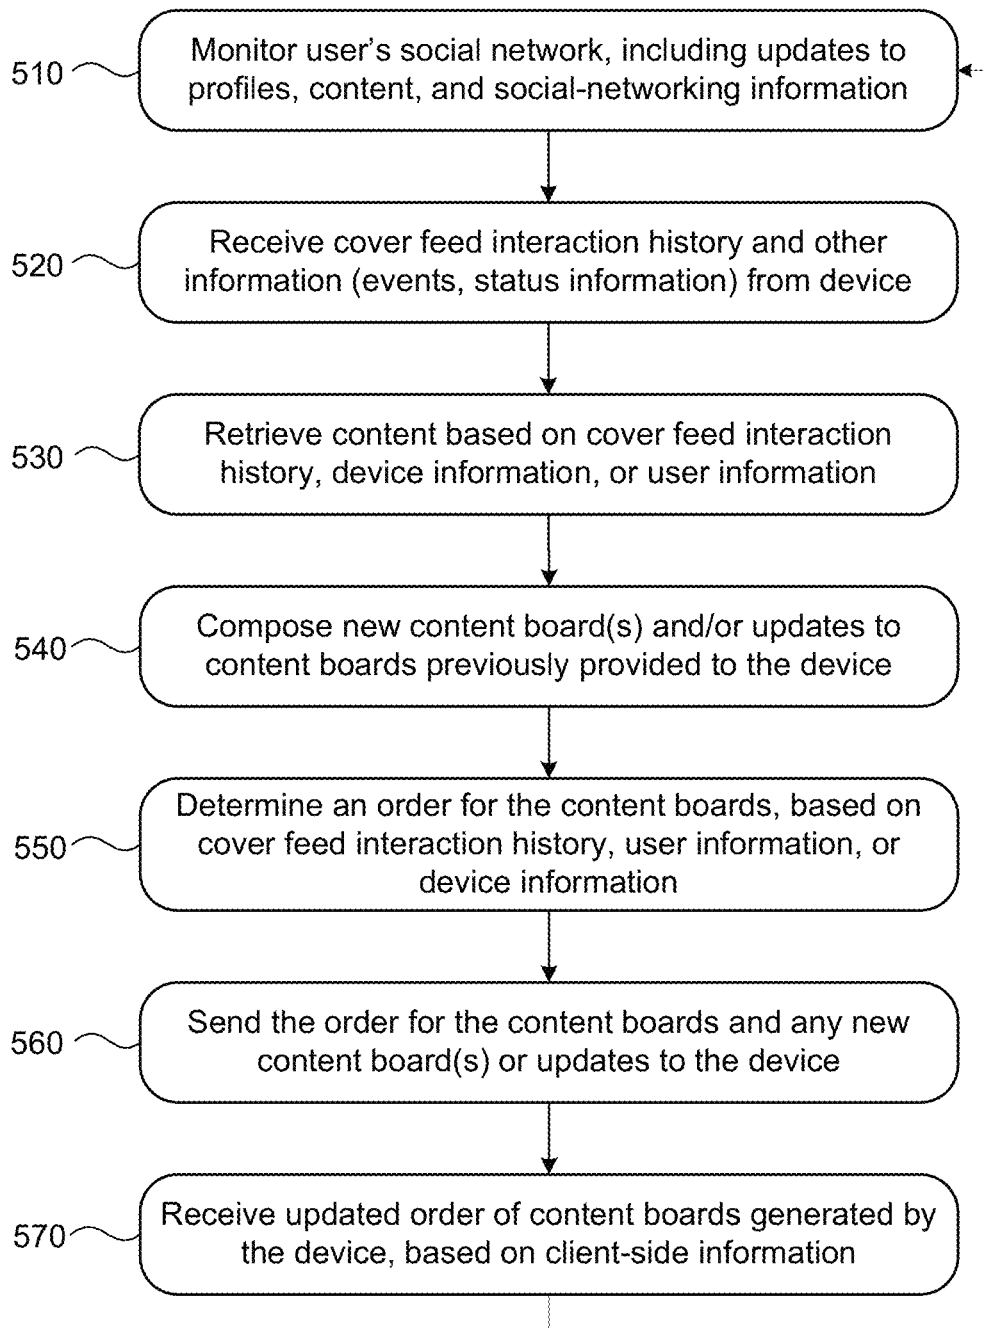 510
Monitor user's social network, including updates to
profiles, content, and social-networking information
520
Receive cover feed interaction history and other
information (events, status information) from device
530
Retrieve content based on cover feed interaction
history, device information, or user information
540
Compose new content board(s) and/or updates to
content boards previously provided to the device
550
Determine an order for the content boards, based on
cover feed interaction history, user information, or
device information
560
Send the order for the content boards and any new
content board(s) or updates to the device
570
Receive updated order of content boards generated by
the device, based on client-side information